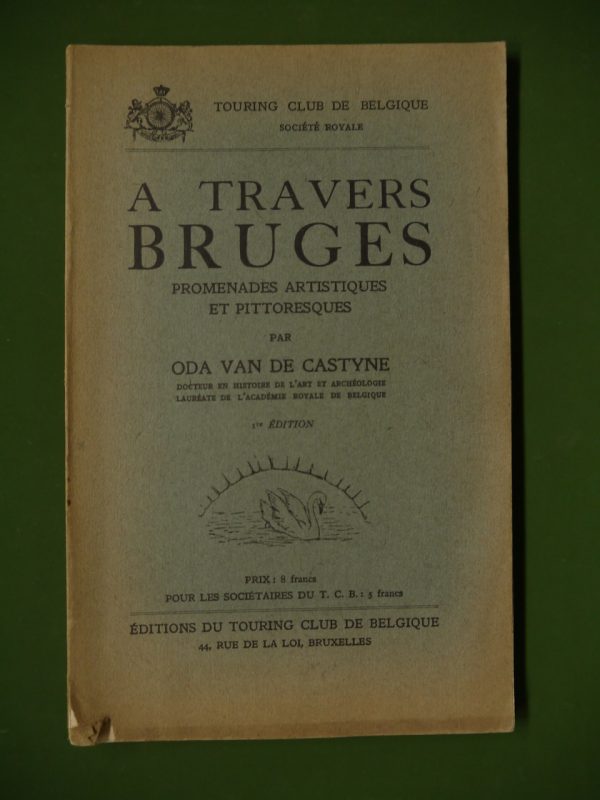 TOURING CLUB DE BELGIQUE
SOCIÉTÉ ROYALE
A TRAVERS
BRUGES
PROMENADES ARTISTIQUES
ET PITTORESQUES
PAR
ODA VAN DE CASTYNE
DOCTEUR EN HISTOIRE DE L'ART ET ARCHÉOLOGIE
LAURÉATE DE L'ACADÉMIE ROYALE DE BELGIQUE
1re ÉDITION
PRIX : 8 francs
POUR LES SOCIÉTAIRES DU T. C. B. : 5 francs
ÉDITIONS DU TOURING CLUB DE BELGIQUE
44, RUE DE LA LOI, BRUXELLES